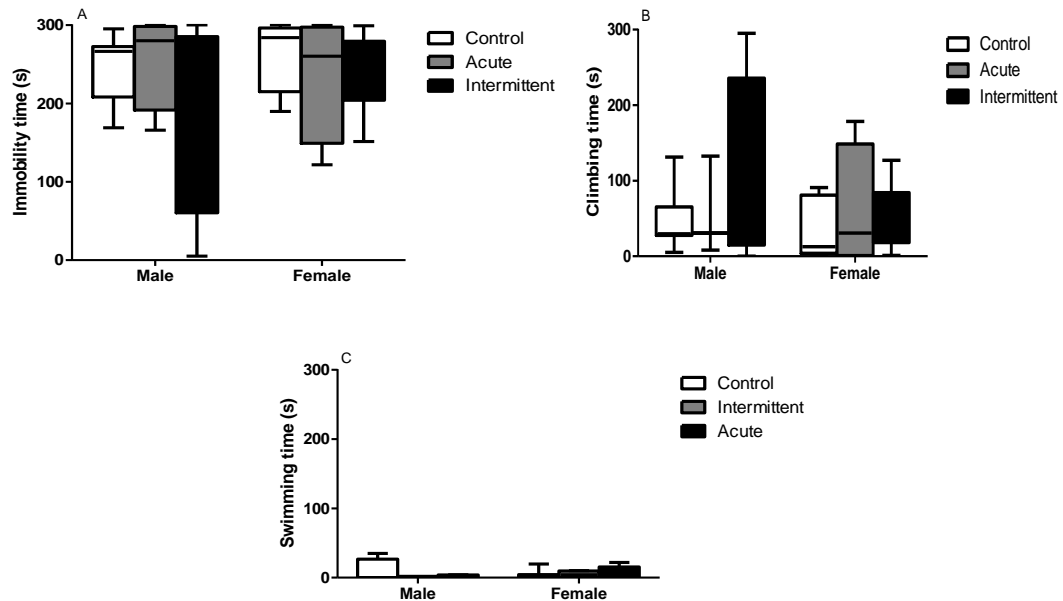 A
Immobility time (s)
300
200
100
0
Male
Female
Control
Acute
Intermittent
B
Climbing time (s)
300
200
100
0
Male
Female
Control
Acute
Intermittent
C
Swimming time (s)
300
200
100
0
Male
Female
Control
Intermittent
Acute